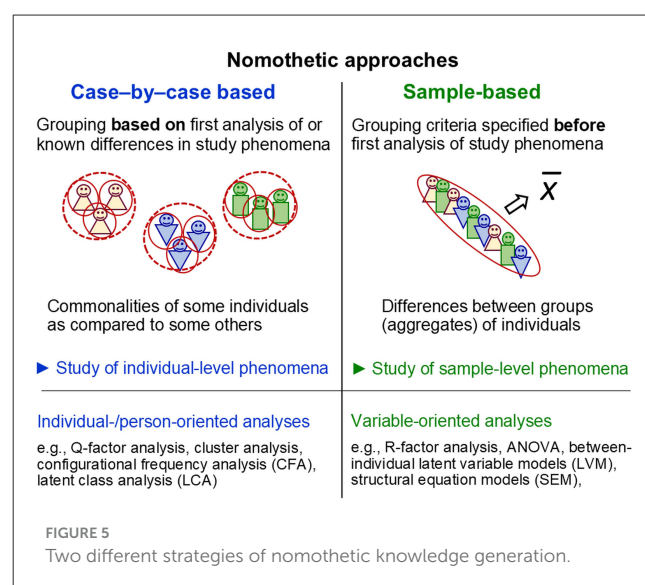 Nomothetic approaches
Case–by–case based
Grouping based on first analysis of or
known differences in study phenomena
Commonalities of some individuals
as compared to some others
► Study of individual-level phenomena
Individual-/person-oriented analyses
e.g., Q-factor analysis, cluster analysis,
configurational frequency analysis (CFA),
latent class analysis (LCA)
Sample-based
Grouping criteria specified before
first analysis of study phenomena
x̄
Differences between groups
(aggregates) of individuals
► Study of sample-level phenomena
Variable-oriented analyses
e.g., R-factor analysis, ANOVA, between-
individual latent variable models (LVM),
structural equation models (SEM),
FIGURE 5
Two different strategies of nomothetic knowledge generation.